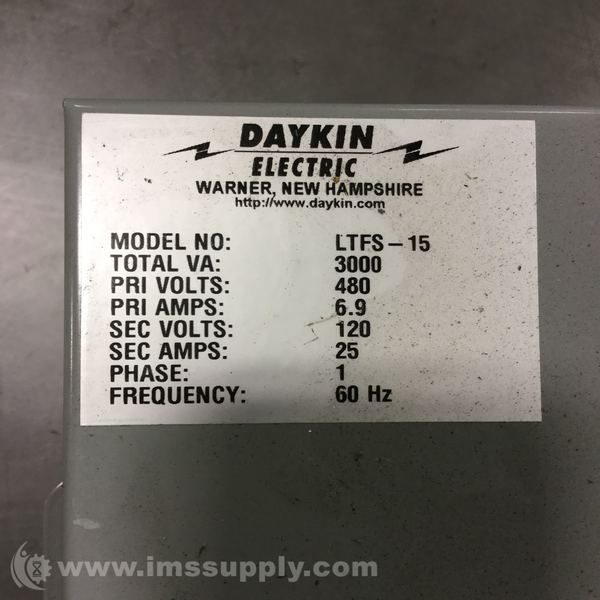 DAYKIN
ELECTRIC
WARNER, NEW HAMPSHIRE
http://www.daykin.com
MODEL NO: LTFS-15
TOTAL VA: 3000
PRI VOLTS: 480
PRI AMPS: 6.9
SEC VOLTS: 120
SEC AMPS: 25
PHASE: 1
FREQUENCY: 60 Hz
www.imssupply.com